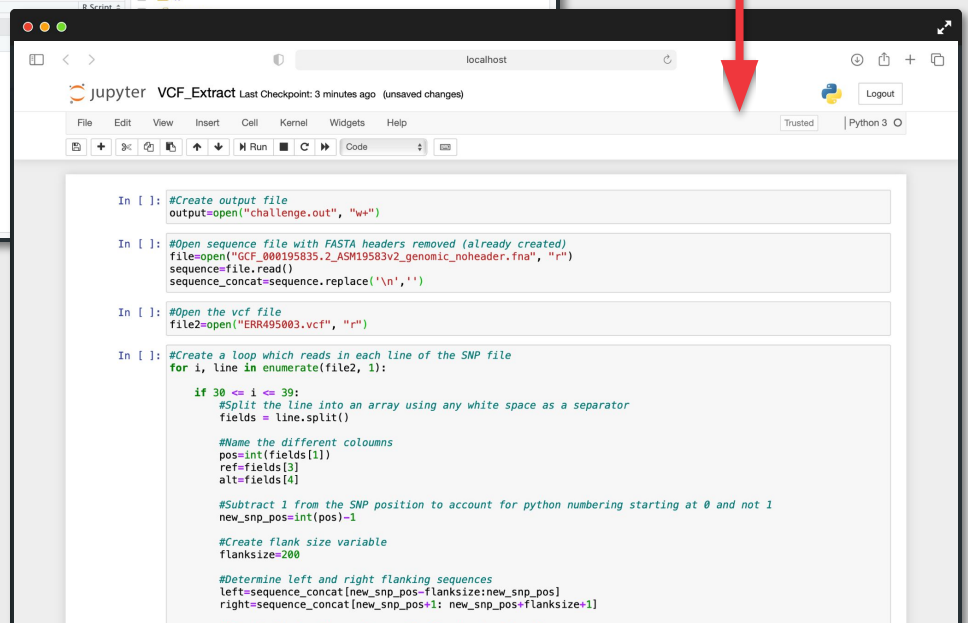 R Script
localhost
jupyter VCF_Extract Last Checkpoint: 3 minutes ago (unsaved changes)
Logout
File Edit View Insert Cell Kernel Widgets Help
Trusted Python 3
Run Code
In [ ]: #Create output file
output=open("challenge.out", "w+")
In [ ]: #Open sequence file with FASTA headers removed (already created)
file=open("GCF_000195835.2_ASM19583v2_genomic_noheader.fna", "r")
sequence=file.read()
sequence_concat=sequence.replace('\n','')
In [ ]: #Open the vcf file
file2=open("ERR495003.vcf", "r")
In [ ]: #Create a loop which reads in each line of the SNP file
for i, line in enumerate(file2, 1):
if 30 <= i <= 39:
#Split the line into an array using any white space as a separator
fields = line.split()
#Name the different coloumns
pos=int(fields[1])
ref=fields[3]
alt=fields[4]
#Subtract 1 from the SNP position to account for python numbering starting at 0 and not 1
new_snp_pos=int(pos)-1
#Create flank size variable
flanksize=200
#Determine left and right flanking sequences
left=sequence_concat[new_snp_pos-flanksize:new_snp_pos]
right=sequence_concat[new_snp_pos+1: new_snp_pos+flanksize+1]